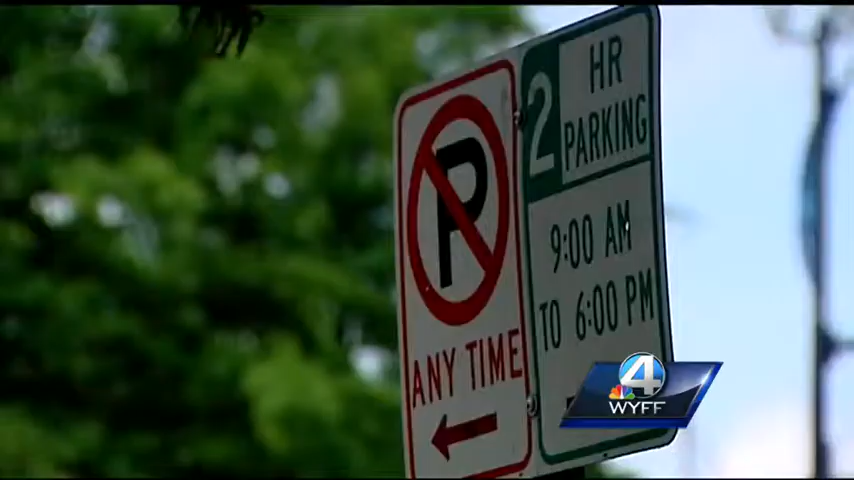 P
ANY TIME
2 HR
PARKING
9:00 AM
TO 6:00 PM
4
WYFF